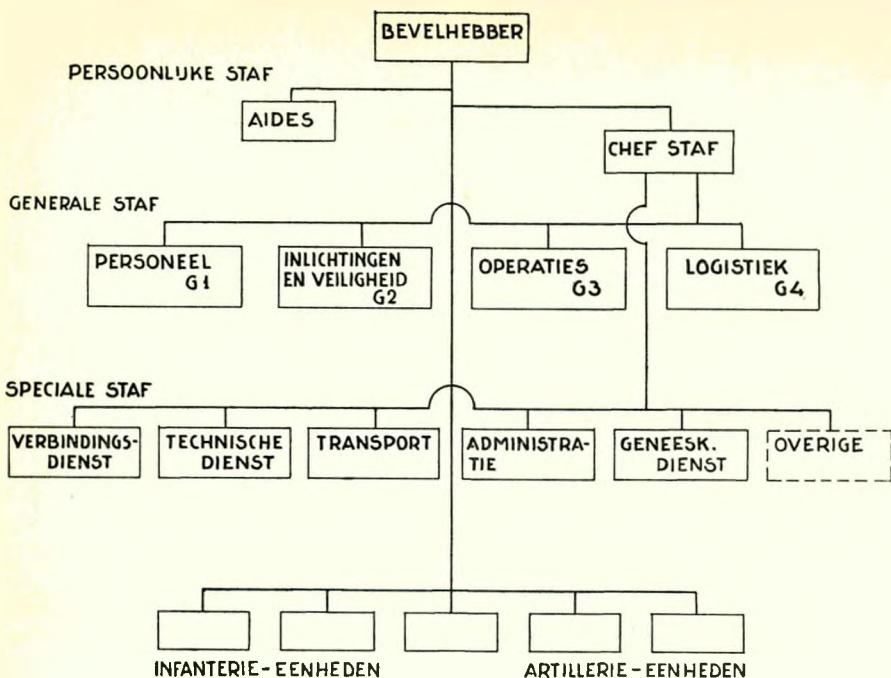 BEVELHEBBER
PERSOONLIJKE STAF
AIDES
CHEF STAF
GENERALE STAF
PERSONEEL
G1
INLICHTINGEN
EN VEILIGHEID
G2
OPERATIES
G3
LOGISTIEK
G4
SPECIALE STAF
VERBINDINGS-
DIENST
TECHNISCHE
DIENST
TRANSPORT
ADMINISTRA-
TIE
GENEESK.
DIENST
OVERIGE
INFANTERIE-EENHEDEN
ARTILLERIE-EENHEDEN